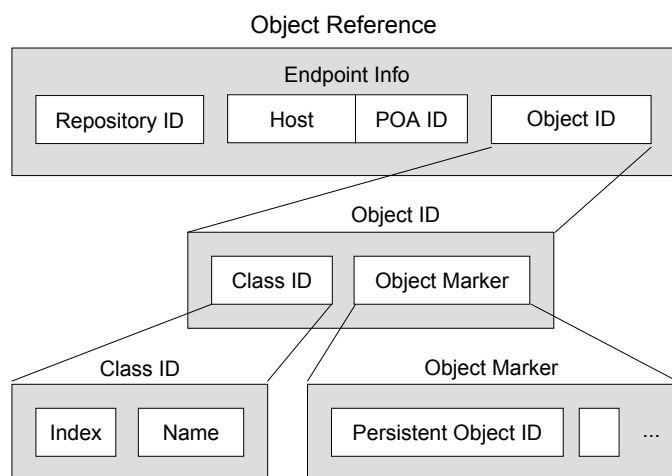 Object Reference
Endpoint Info
Repository ID
Host
POA ID
Object ID
Object ID
Class ID
Object Marker
Class ID
Object Marker
Index
Name
Persistent Object ID
...